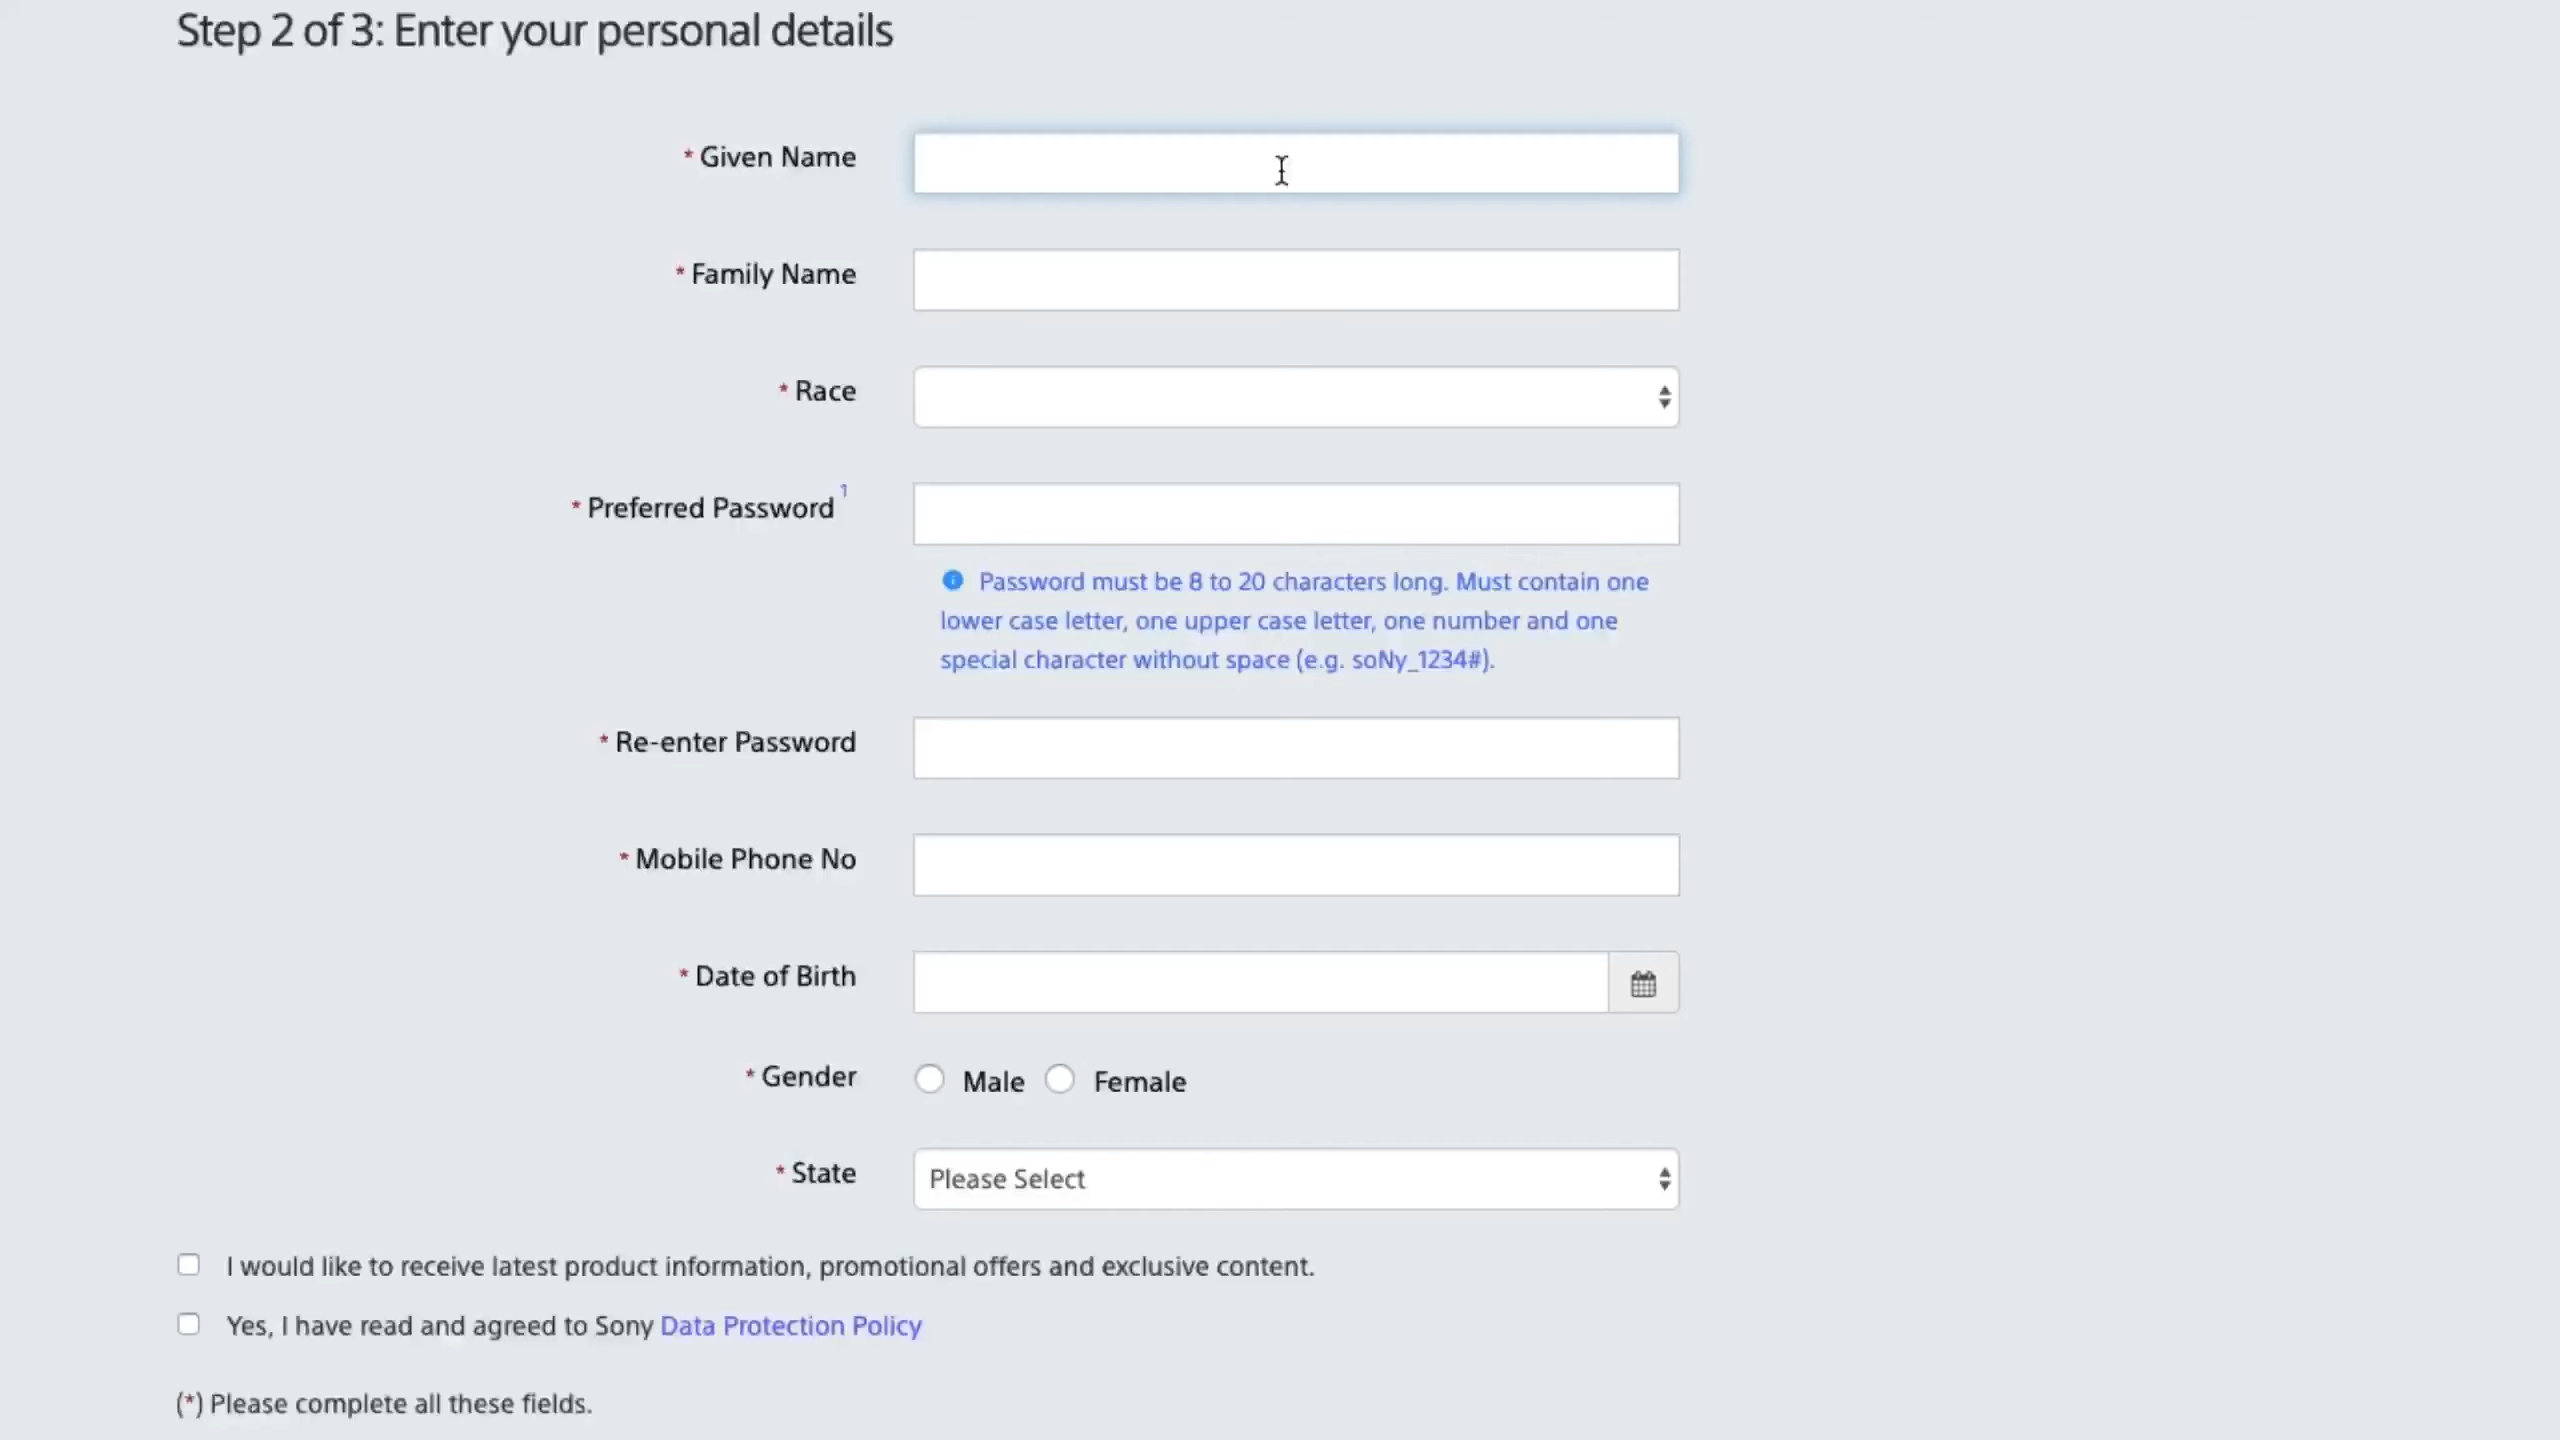 Step 2 of 3: Enter your personal details
* Given Name
* Family Name
* Race
* Preferred Password 1
Password must be 8 to 20 characters long. Must contain one
lower case letter, one upper case letter, one number and one
special character without space (e.g. soNy_1234#).
* Re-enter Password
* Mobile Phone No
* Date of Birth
* Gender Male Female
* State Please Select
I would like to receive latest product information, promotional offers and exclusive content.
Yes, I have read and agreed to Sony Data Protection Policy
(*) Please complete all these fields.